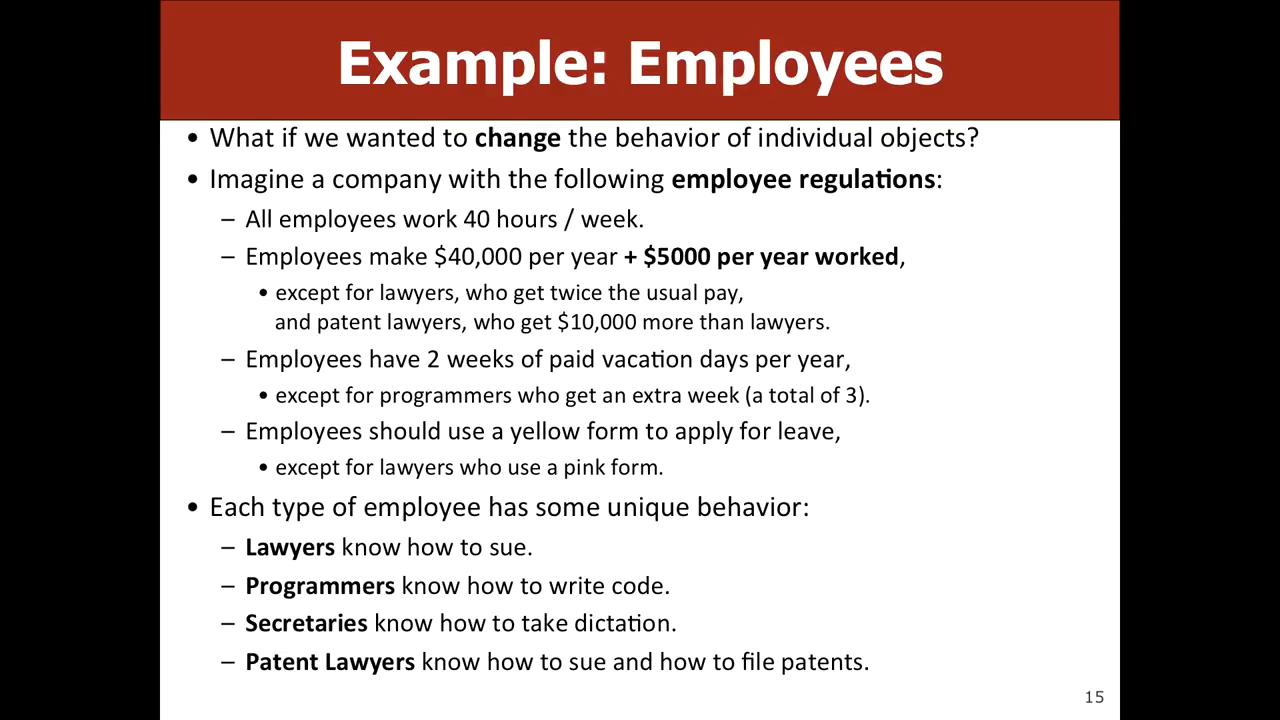 Example: Employees
• What if we wanted to change the behavior of individual objects?
• Imagine a company with the following employee regulations:
– All employees work 40 hours / week.
– Employees make $40,000 per year + $5000 per year worked,
• except for lawyers, who get twice the usual pay,
and patent lawyers, who get $10,000 more than lawyers.
– Employees have 2 weeks of paid vacation days per year,
• except for programmers who get an extra week (a total of 3).
– Employees should use a yellow form to apply for leave,
• except for lawyers who use a pink form.
• Each type of employee has some unique behavior:
– Lawyers know how to sue.
– Programmers know how to write code.
– Secretaries know how to take dictation.
– Patent Lawyers know how to sue and how to file patents.
15